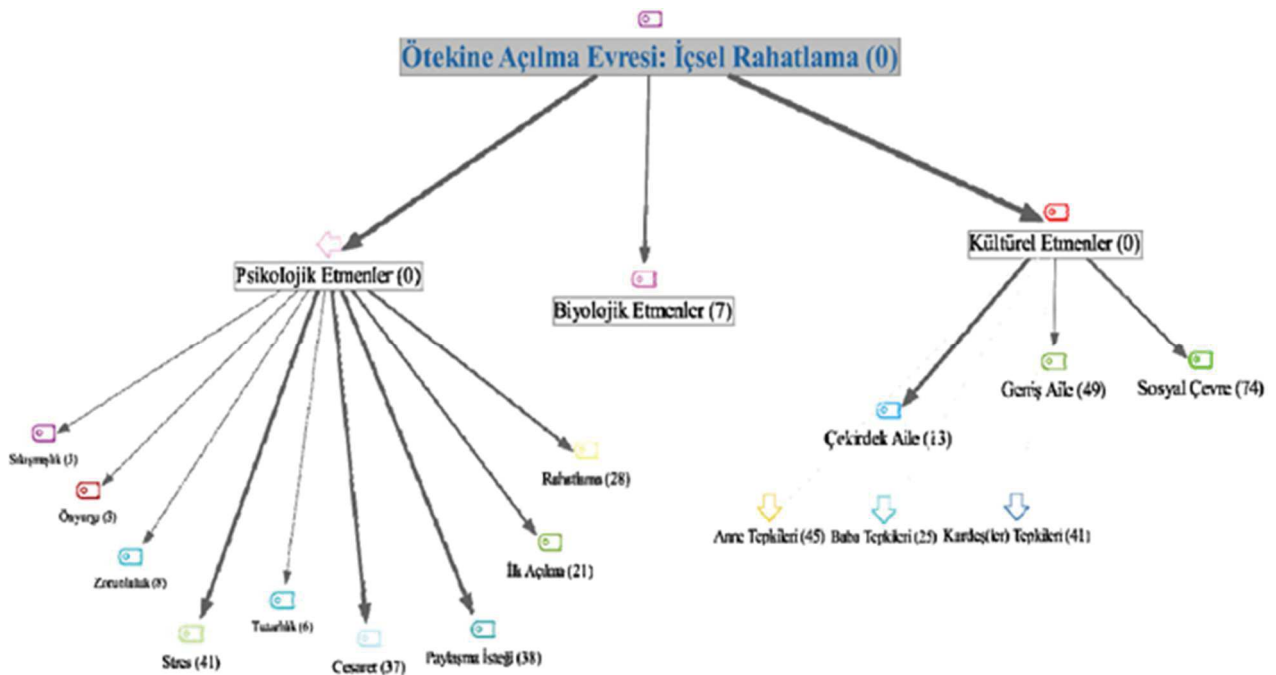 Ötekine Açılma Evresi: İçsel Rahatlama (0)
Psikolojik Etmenler (0)
Biyolojik Etmenler (7)
Kültürel Etmenler (0)
Sıkışmışlık (3)
Önyargı (3)
Zorunluluk (8)
Stres (41)
Tutarlılık (6)
Cesaret (37)
Paylaşma İsteği (38)
İlk Açılma (21)
Rahatlama (28)
Çekirdek Aile (13)
Geniş Aile (49)
Sosyal Çevre (74)
Anne Tepkileri (45)
Baba Tepkileri (25)
Kardeş(ler) Tepkileri (41)